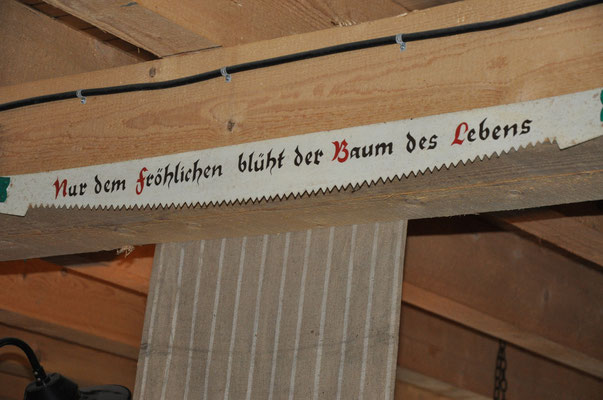 Nur dem Fröhlichen blüht der Baum des Lebens